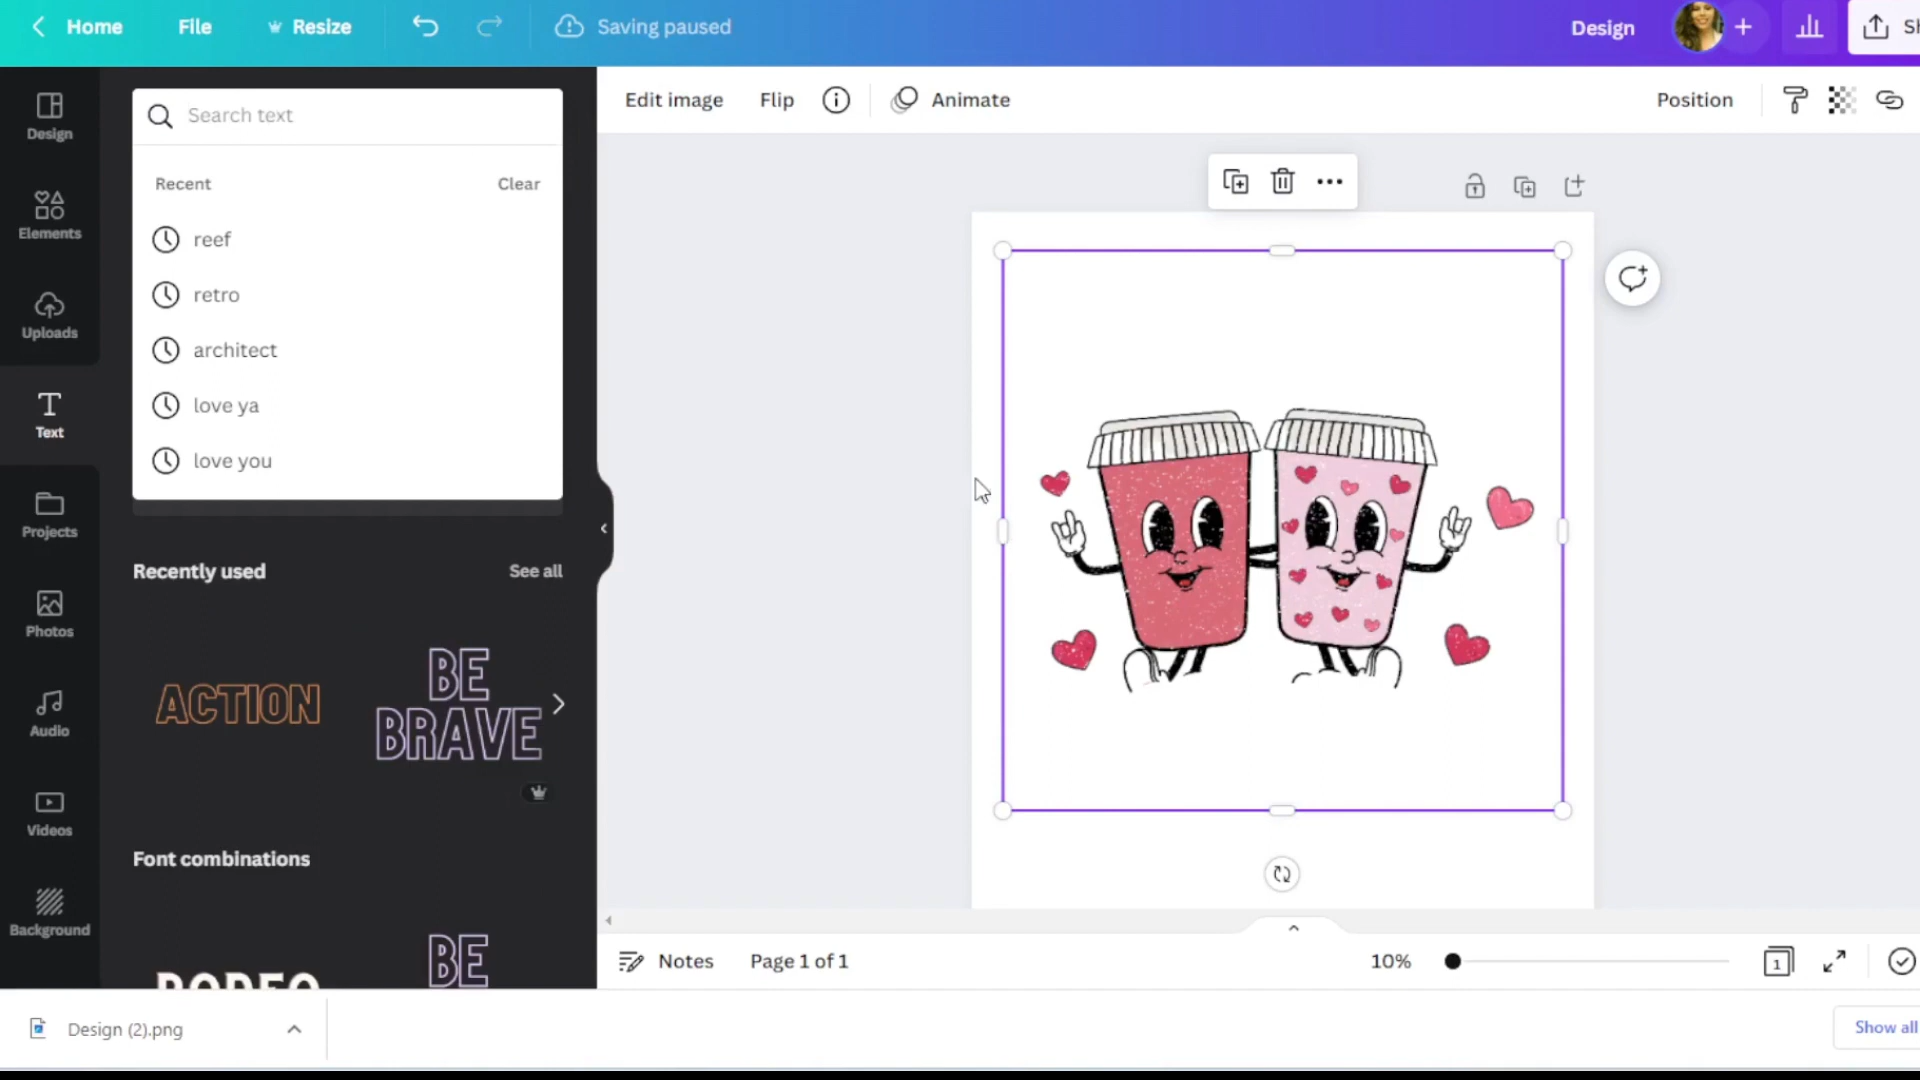 Home File Resize Saving paused Design
Edit image Flip Animate Position
Design
Elements
Uploads
Text
Projects
Photos
Audio
Videos
Background
Search text
Recent Clear
reef
retro
architect
love ya
love you
Recently used See all
ACTION
BE
BRAVE
Font combinations
RODEO
BE
Notes Page 1 of 1 10% 1
Design (2).png
Show all